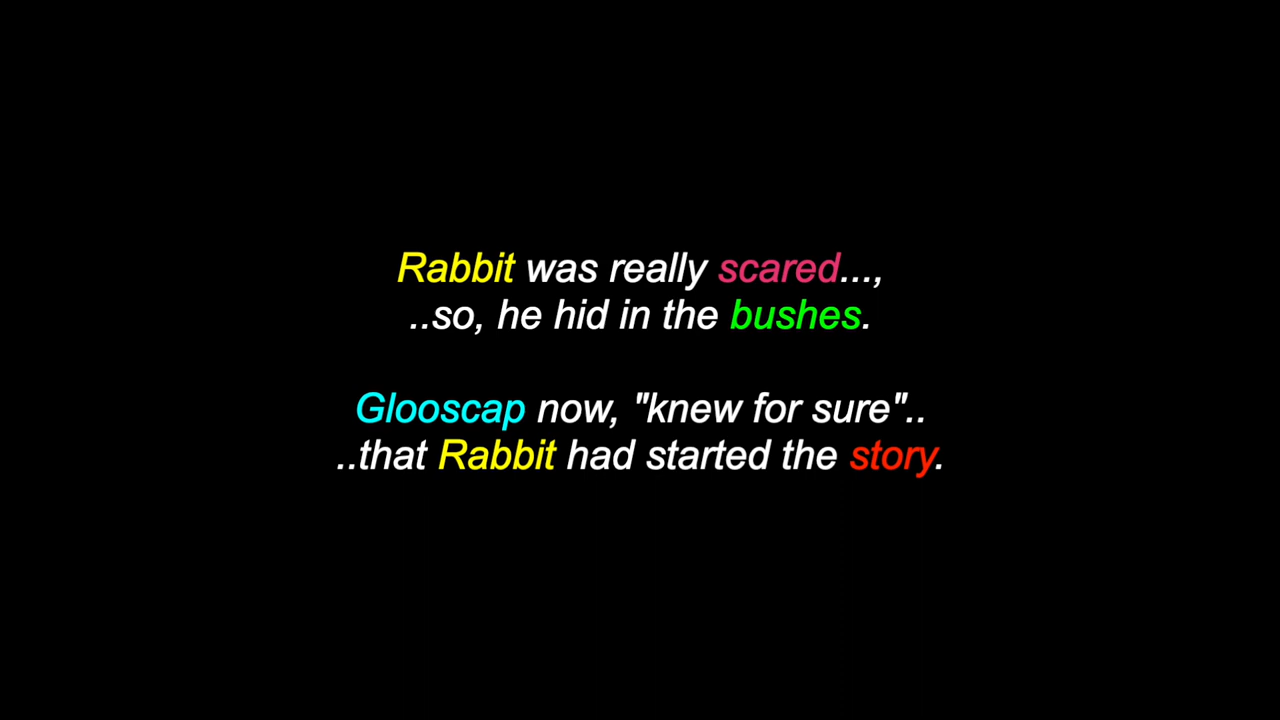 Rabbit was really scared...,
..so, he hid in the bushes.
Glooscap now, "knew for sure"..
..that Rabbit had started the story.